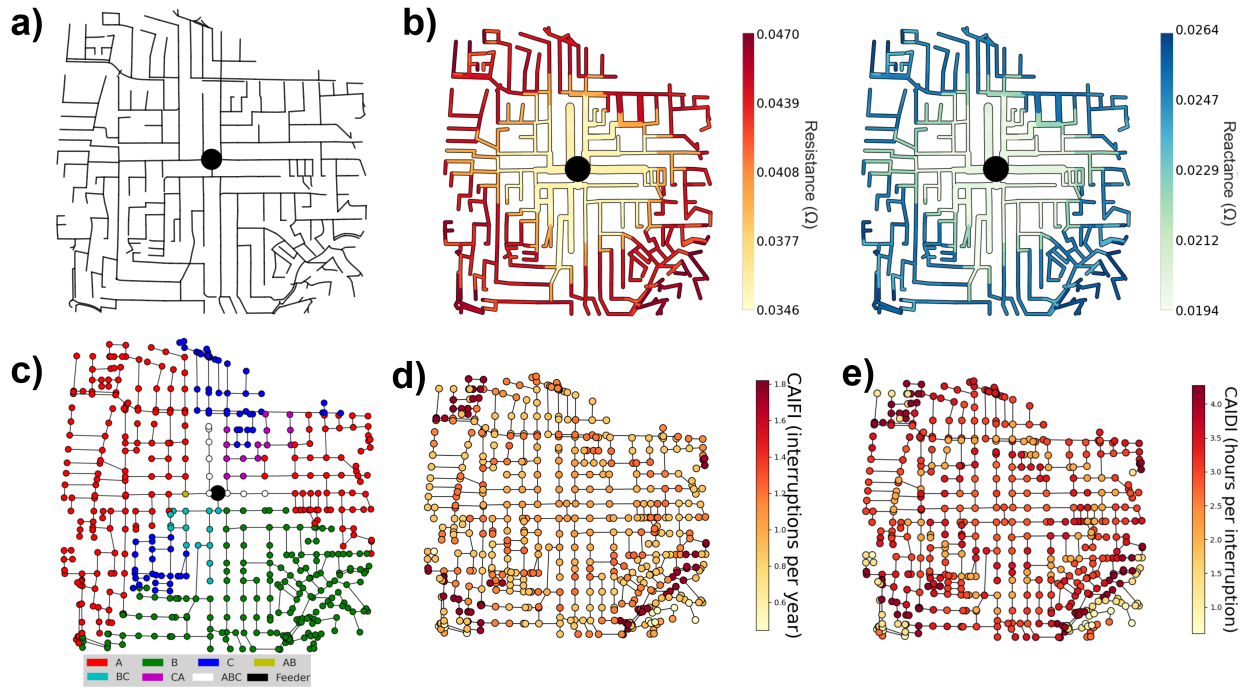 a)
b)
0.0470
0.0439
0.0408
0.0377
0.0346
Resistance (Ω)
0.0264
0.0247
0.0229
0.0212
0.0194
Reactance (Ω)
c)
A B C AB
BC CA ABC Feeder
d)
1.8
1.6
1.4
1.2
1.0
0.8
0.6
CAIFI (interruptions per year)
e)
4.0
3.5
3.0
2.5
2.0
1.5
1.0
CAIDI (hours per interruption)